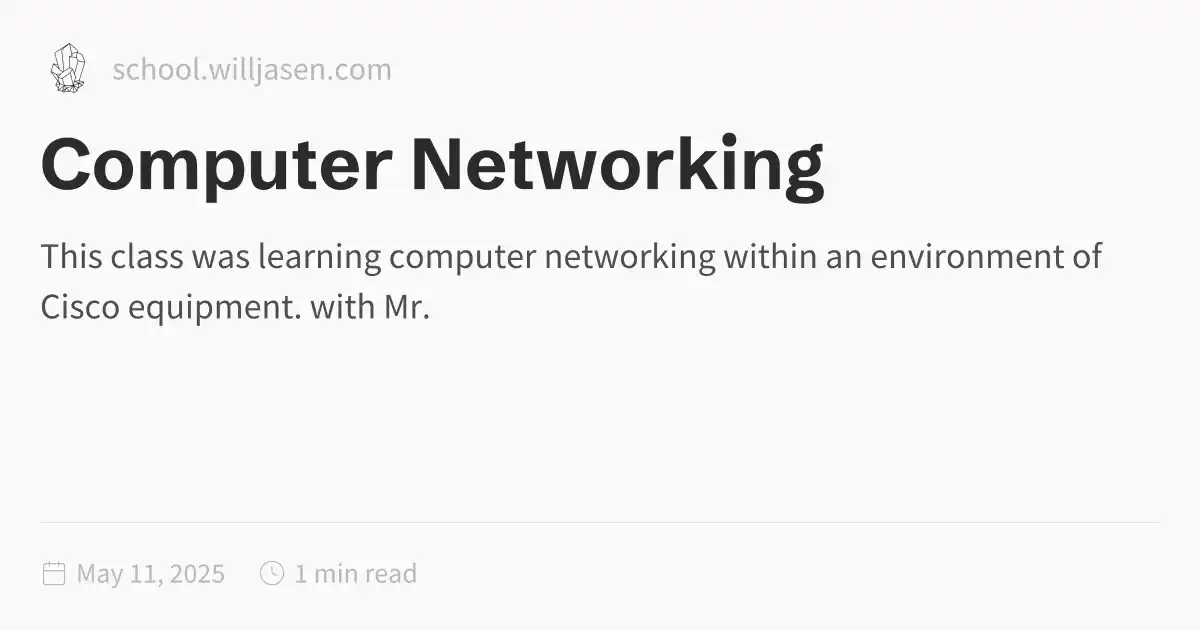 school.willjasen.com
Computer Networking
This class was learning computer networking within an environment of
Cisco equipment. with Mr.
May 11, 2025
1 min read